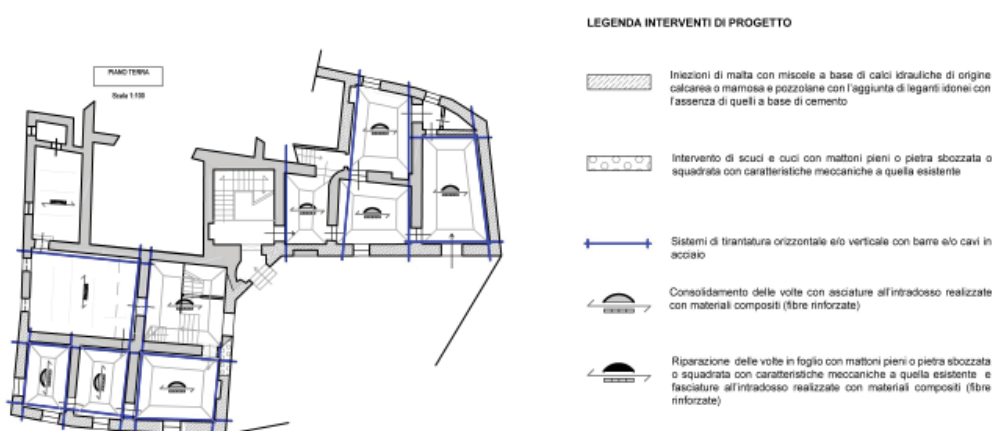 PIANO TERRA
Scala 1:100
LEGENDA INTERVENTI DI PROGETTO
Iniezioni di malta con miscele a base di calci idrauliche di origine
calcarea o marnosa e pozzolane con l'aggiunta di leganti idonei con
l'assenza di quelli a base di cemento
Intervento di scuci e cuci con mattoni pieni o pietra sbozzata o
squadrata con caratteristiche meccaniche a quella esistente
Sistemi di tirantatura orizzontale e/o verticale con barre e/o cavi in
acciaio
Consolidamento delle volte con asciature all'intradosso realizzate
con materiali compositi (fibre rinforzate)
Riparazione delle volte in foglio con mattoni pieni o pietra sbozzata
o squadrata con caratteristiche meccaniche a quella esistente e
fasciature all'intradosso realizzate con materiali compositi (fibre
rinforzate)